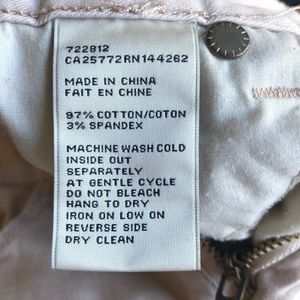 722812
CA25772RN144262
MADE IN CHINA
FAIT EN CHINE
97% COTTON/COTON
3% SPANDEX
MACHINE WASH COLD
INSIDE OUT
SEPARATELY
AT GENTLE CYCLE
DO NOT BLEACH
HANG TO DRY
IRON ON LOW ON
REVERSE SIDE
DRY CLEAN